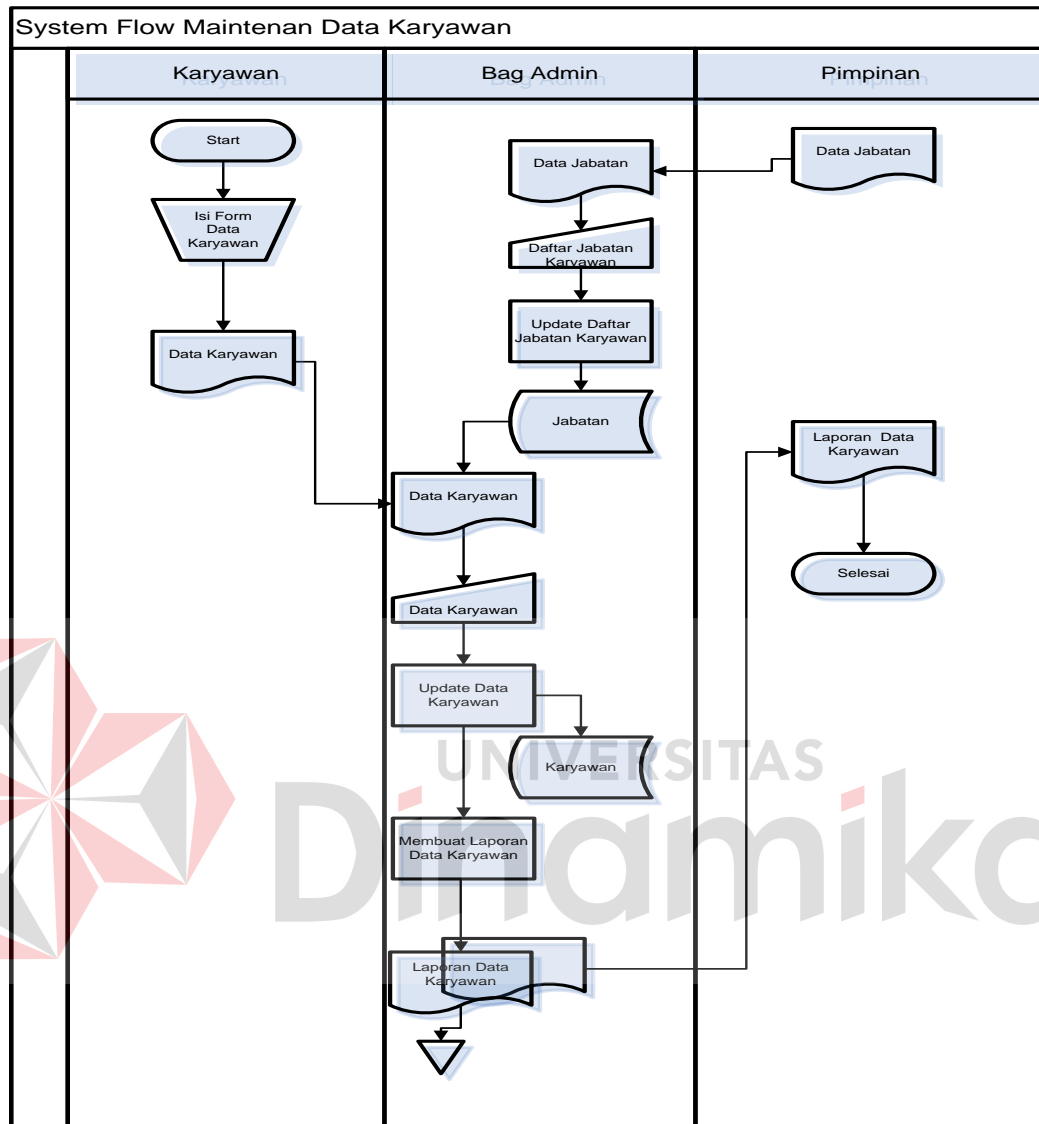 System Flow Maintenan Data Karyawan
Karyawan
Bag Admin
Pimpinan
Start
Isi Form
Data
Karyawan
Data Karyawan
Data Jabatan
Daftar Jabatan
Karyawan
Update Daftar
Jabatan Karyawan
Jabatan
Data Karyawan
Data Karyawan
Update Data
Karyawan
Karyawan
Membuat Laporan
Data Karyawan
Laporan Data
Karyawan
Data Jabatan
Laporan Data
Karyawan
Selesai
UNIVERSITAS
Dinamika